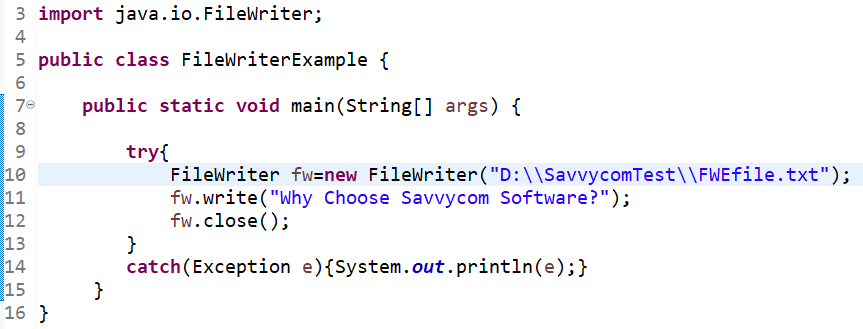 3 import java.io.FileWriter;
4
5 public class FileWriterExample {
6
7 public static void main(String[] args) {
8
9 try{
10 FileWriter fw=new FileWriter("D:\\SavvycomTest\\FWEfile.txt");
11 fw.write("Why Choose Savvycom Software?");
12 fw.close();
13 }
14 catch(Exception e){System.out.println(e);}
15 }
16 }